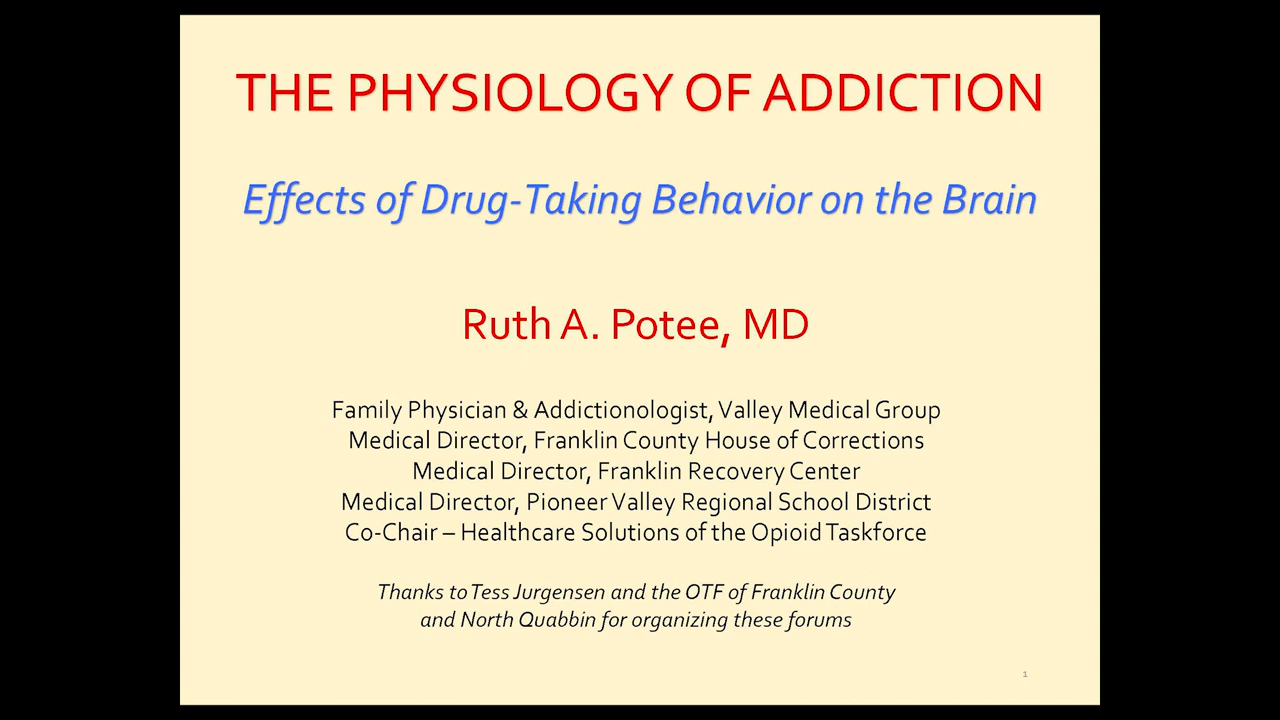 THE PHYSIOLOGY OF ADDICTION
Effects of Drug-Taking Behavior on the Brain
Ruth A. Potee, MD
Family Physician & Addictionologist, Valley Medical Group
Medical Director, Franklin County House of Corrections
Medical Director, Franklin Recovery Center
Medical Director, Pioneer Valley Regional School District
Co-Chair – Healthcare Solutions of the Opioid Taskforce
Thanks to Tess Jurgensen and the OTF of Franklin County
and North Quabbin for organizing these forums
1